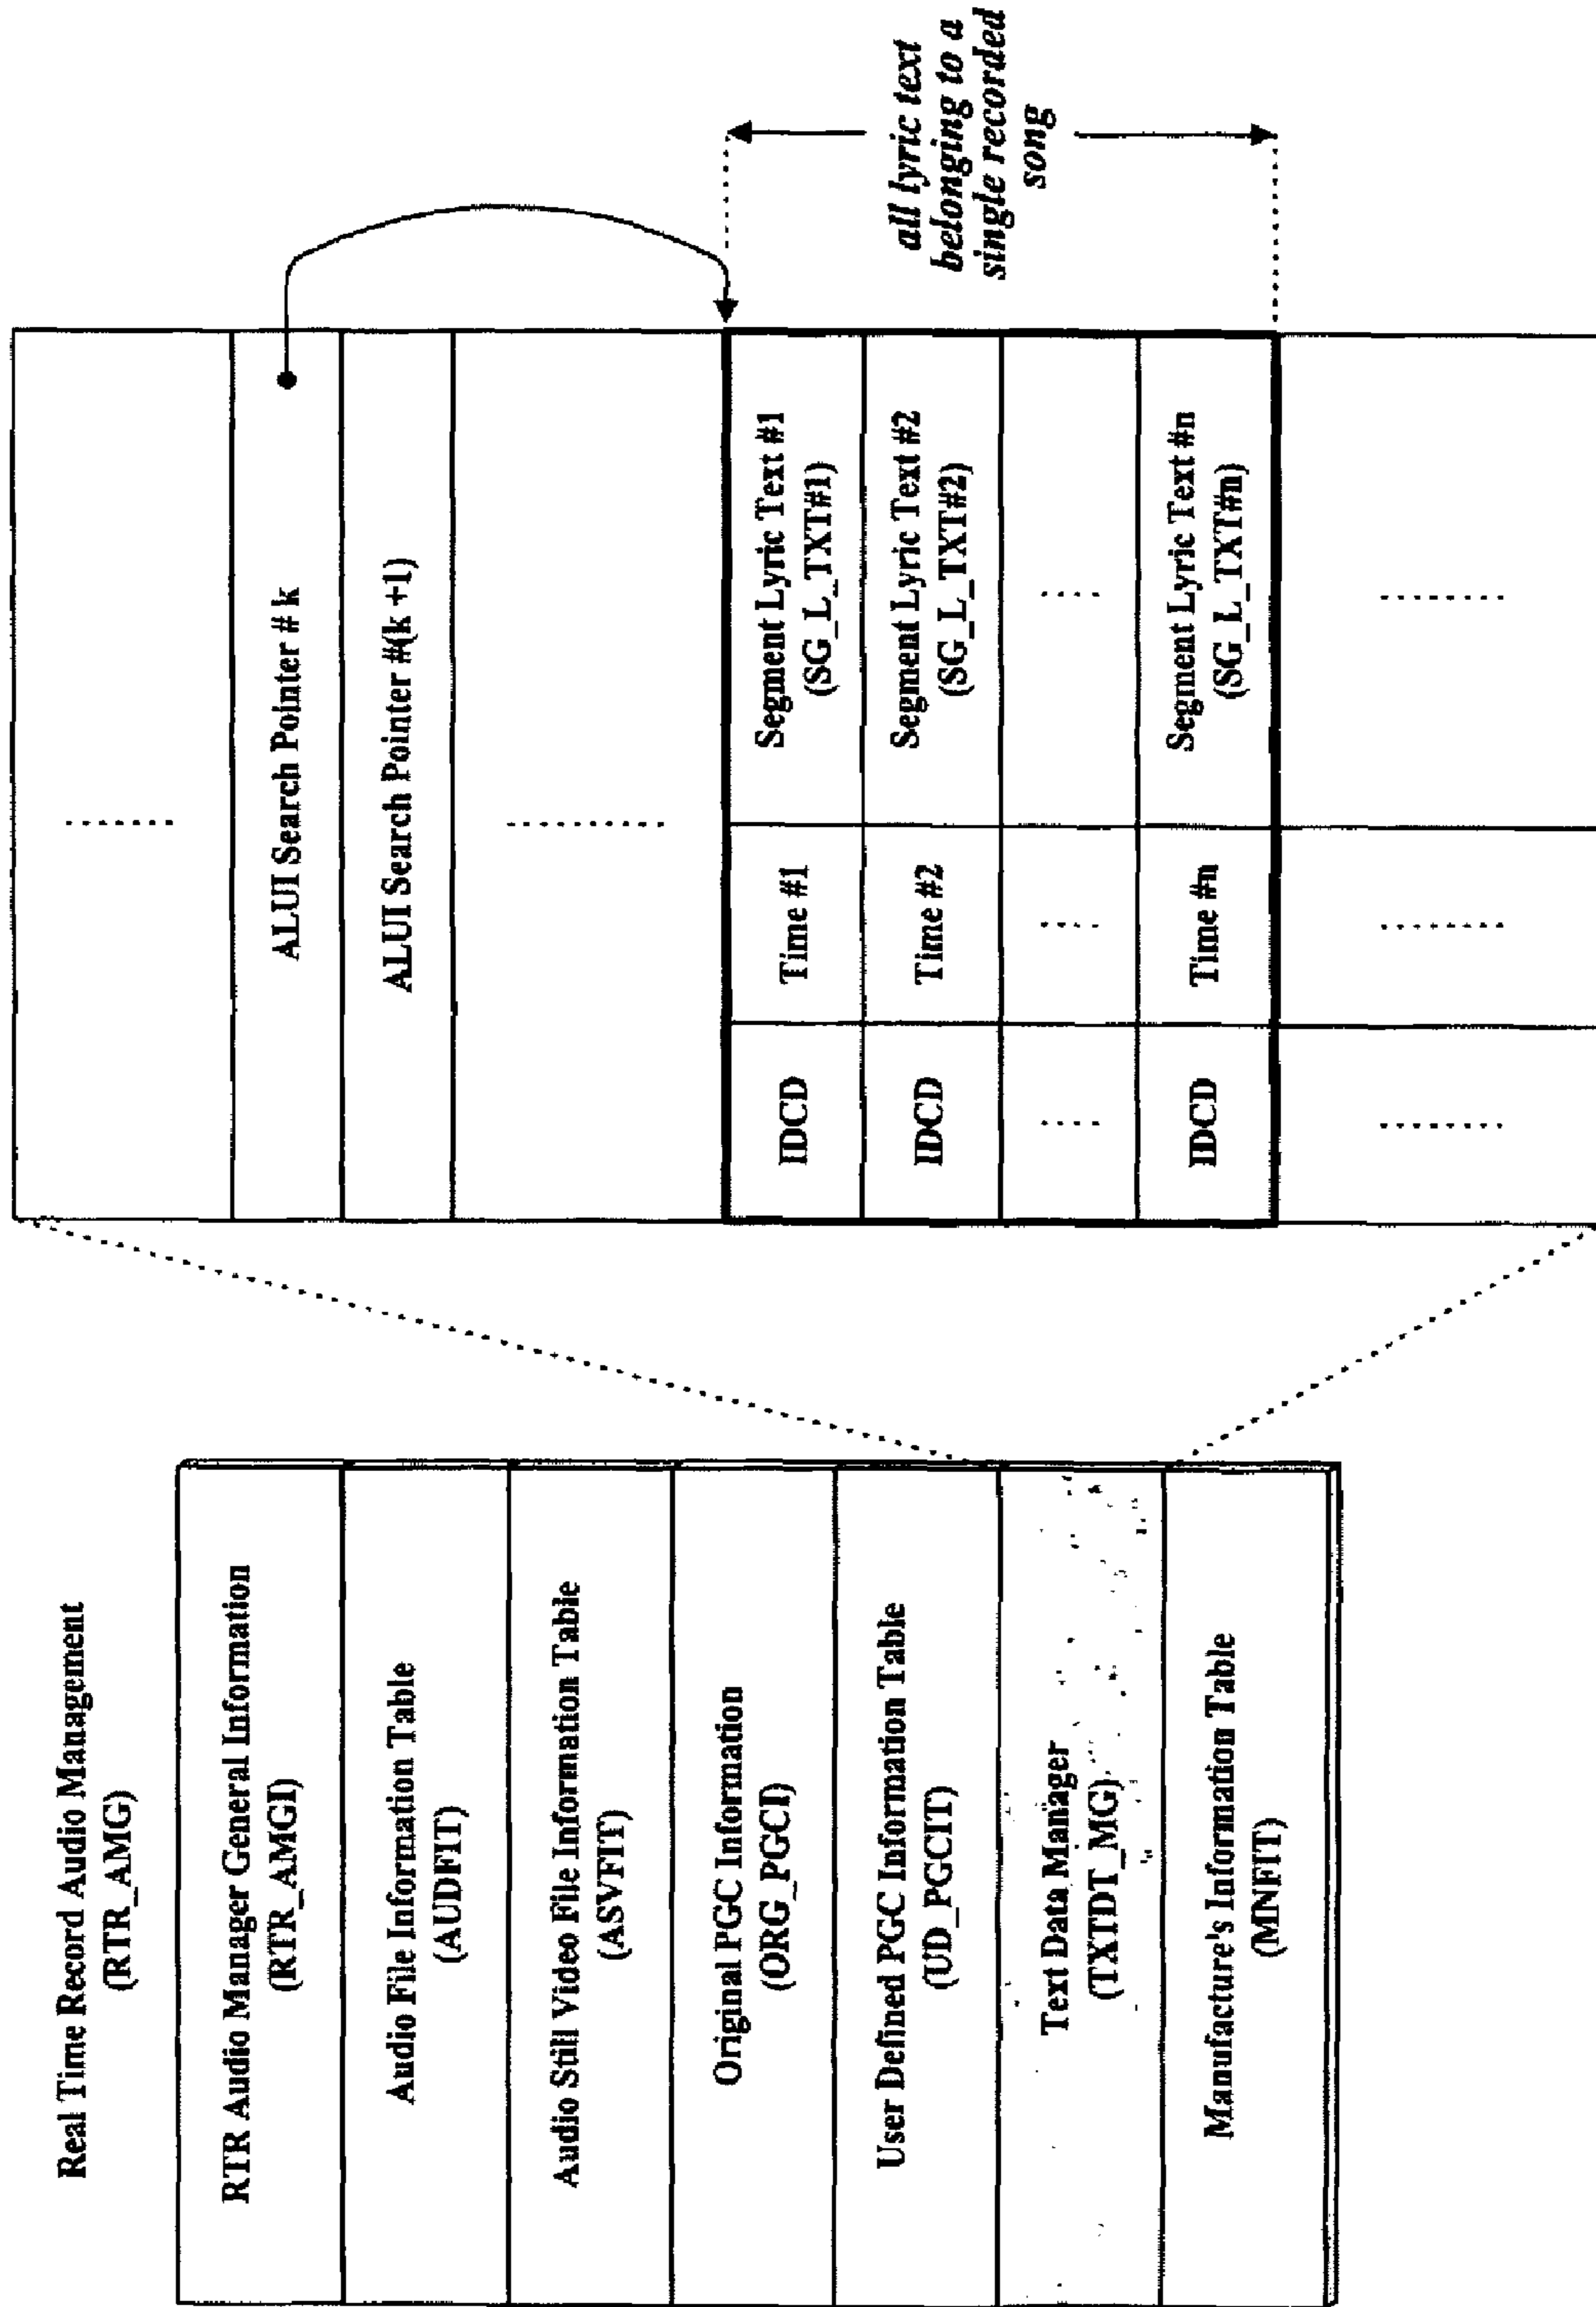 Real Time Record Audio Management
(RTR_AMG)
RTR Audio Manager General Information
(RTR_AMGI)
Audio File Information Table
(AUDFIT)
Audio Still Video File Information Table
(ASVFIT)
Original PGC Information
(ORG_PGCI)
User Defined PGC Information Table
(UD_PGCIT)
Text Data Manager
(TXTDT_MG)
Manufacture's Information Table
(MNFIT)
........
ALUI Search Pointer # k
ALUI Search Pointer #(k +1)
...........
IDCD Time #1 Segment Lyric Text #1
(SG_L_TXT#1)
IDCD Time #2 Segment Lyric Text #2
(SG_L_TXT#2)
..... ..... .....
IDCD Time #n Segment Lyric Text #n
(SG_L_TXT#n)
........ ........ ........
all lyric text
belonging to a
single recorded
song